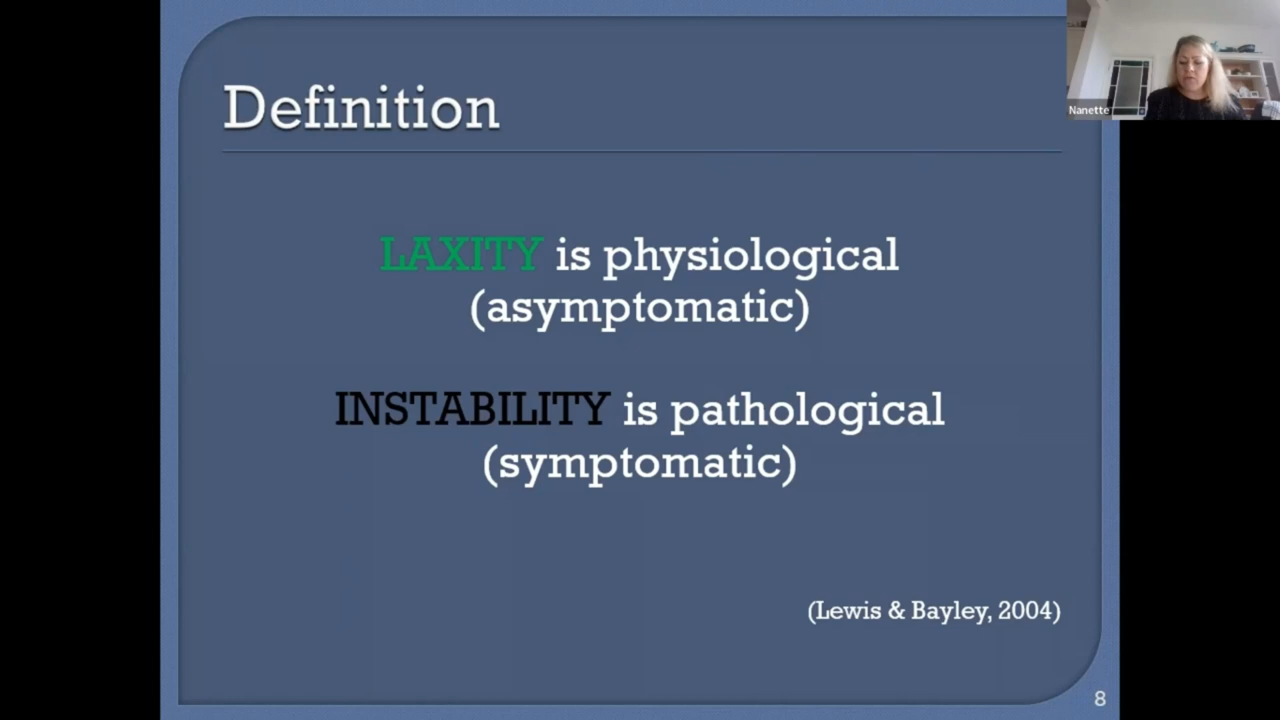 Definition
LAXITY is physiological
(asymptomatic)
INSTABILITY is pathological
(symptomatic)
(Lewis & Bayley, 2004)
8
Nanette